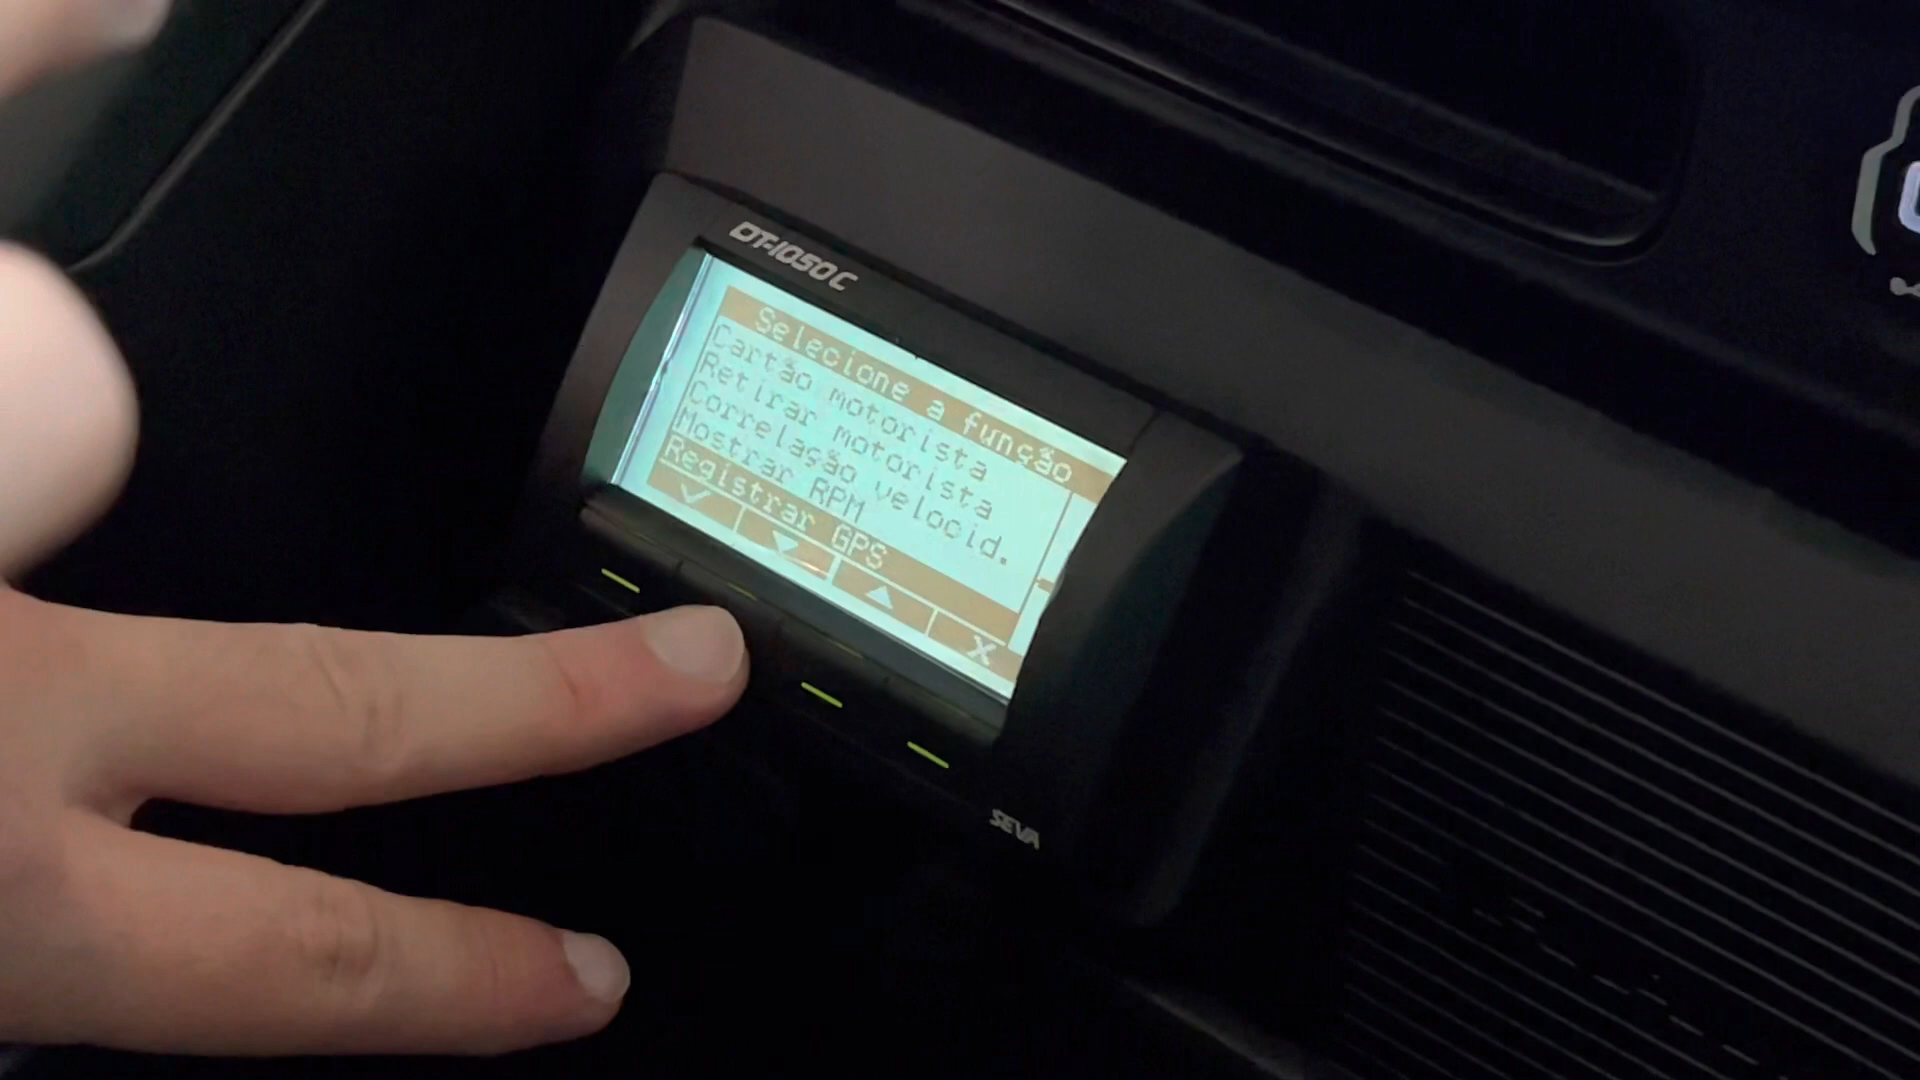 DT-1050C
Selecione a função
Cartão motorista
Retirar motorista
Correlação velocid.
Mostrar RPM
Registrar GPS
X
SEVA